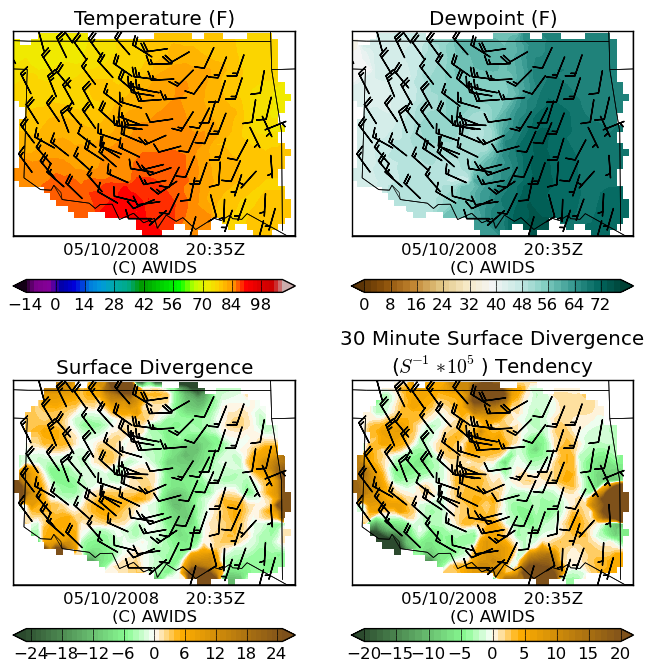 Temperature (F)
05/10/2008 20:35Z
(C) AWIDS
−14 0 14 28 42 56 70 84 98
Dewpoint (F)
05/10/2008 20:35Z
(C) AWIDS
0 8 16 24 32 40 48 56 64 72
Surface Divergence
05/10/2008 20:35Z
(C) AWIDS
−24 −18 −12 −6 0 6 12 18 24
30 Minute Surface Divergence
(S⁻¹ *10⁵ ) Tendency
05/10/2008 20:35Z
(C) AWIDS
−20 −15 −10 −5 0 5 10 15 20